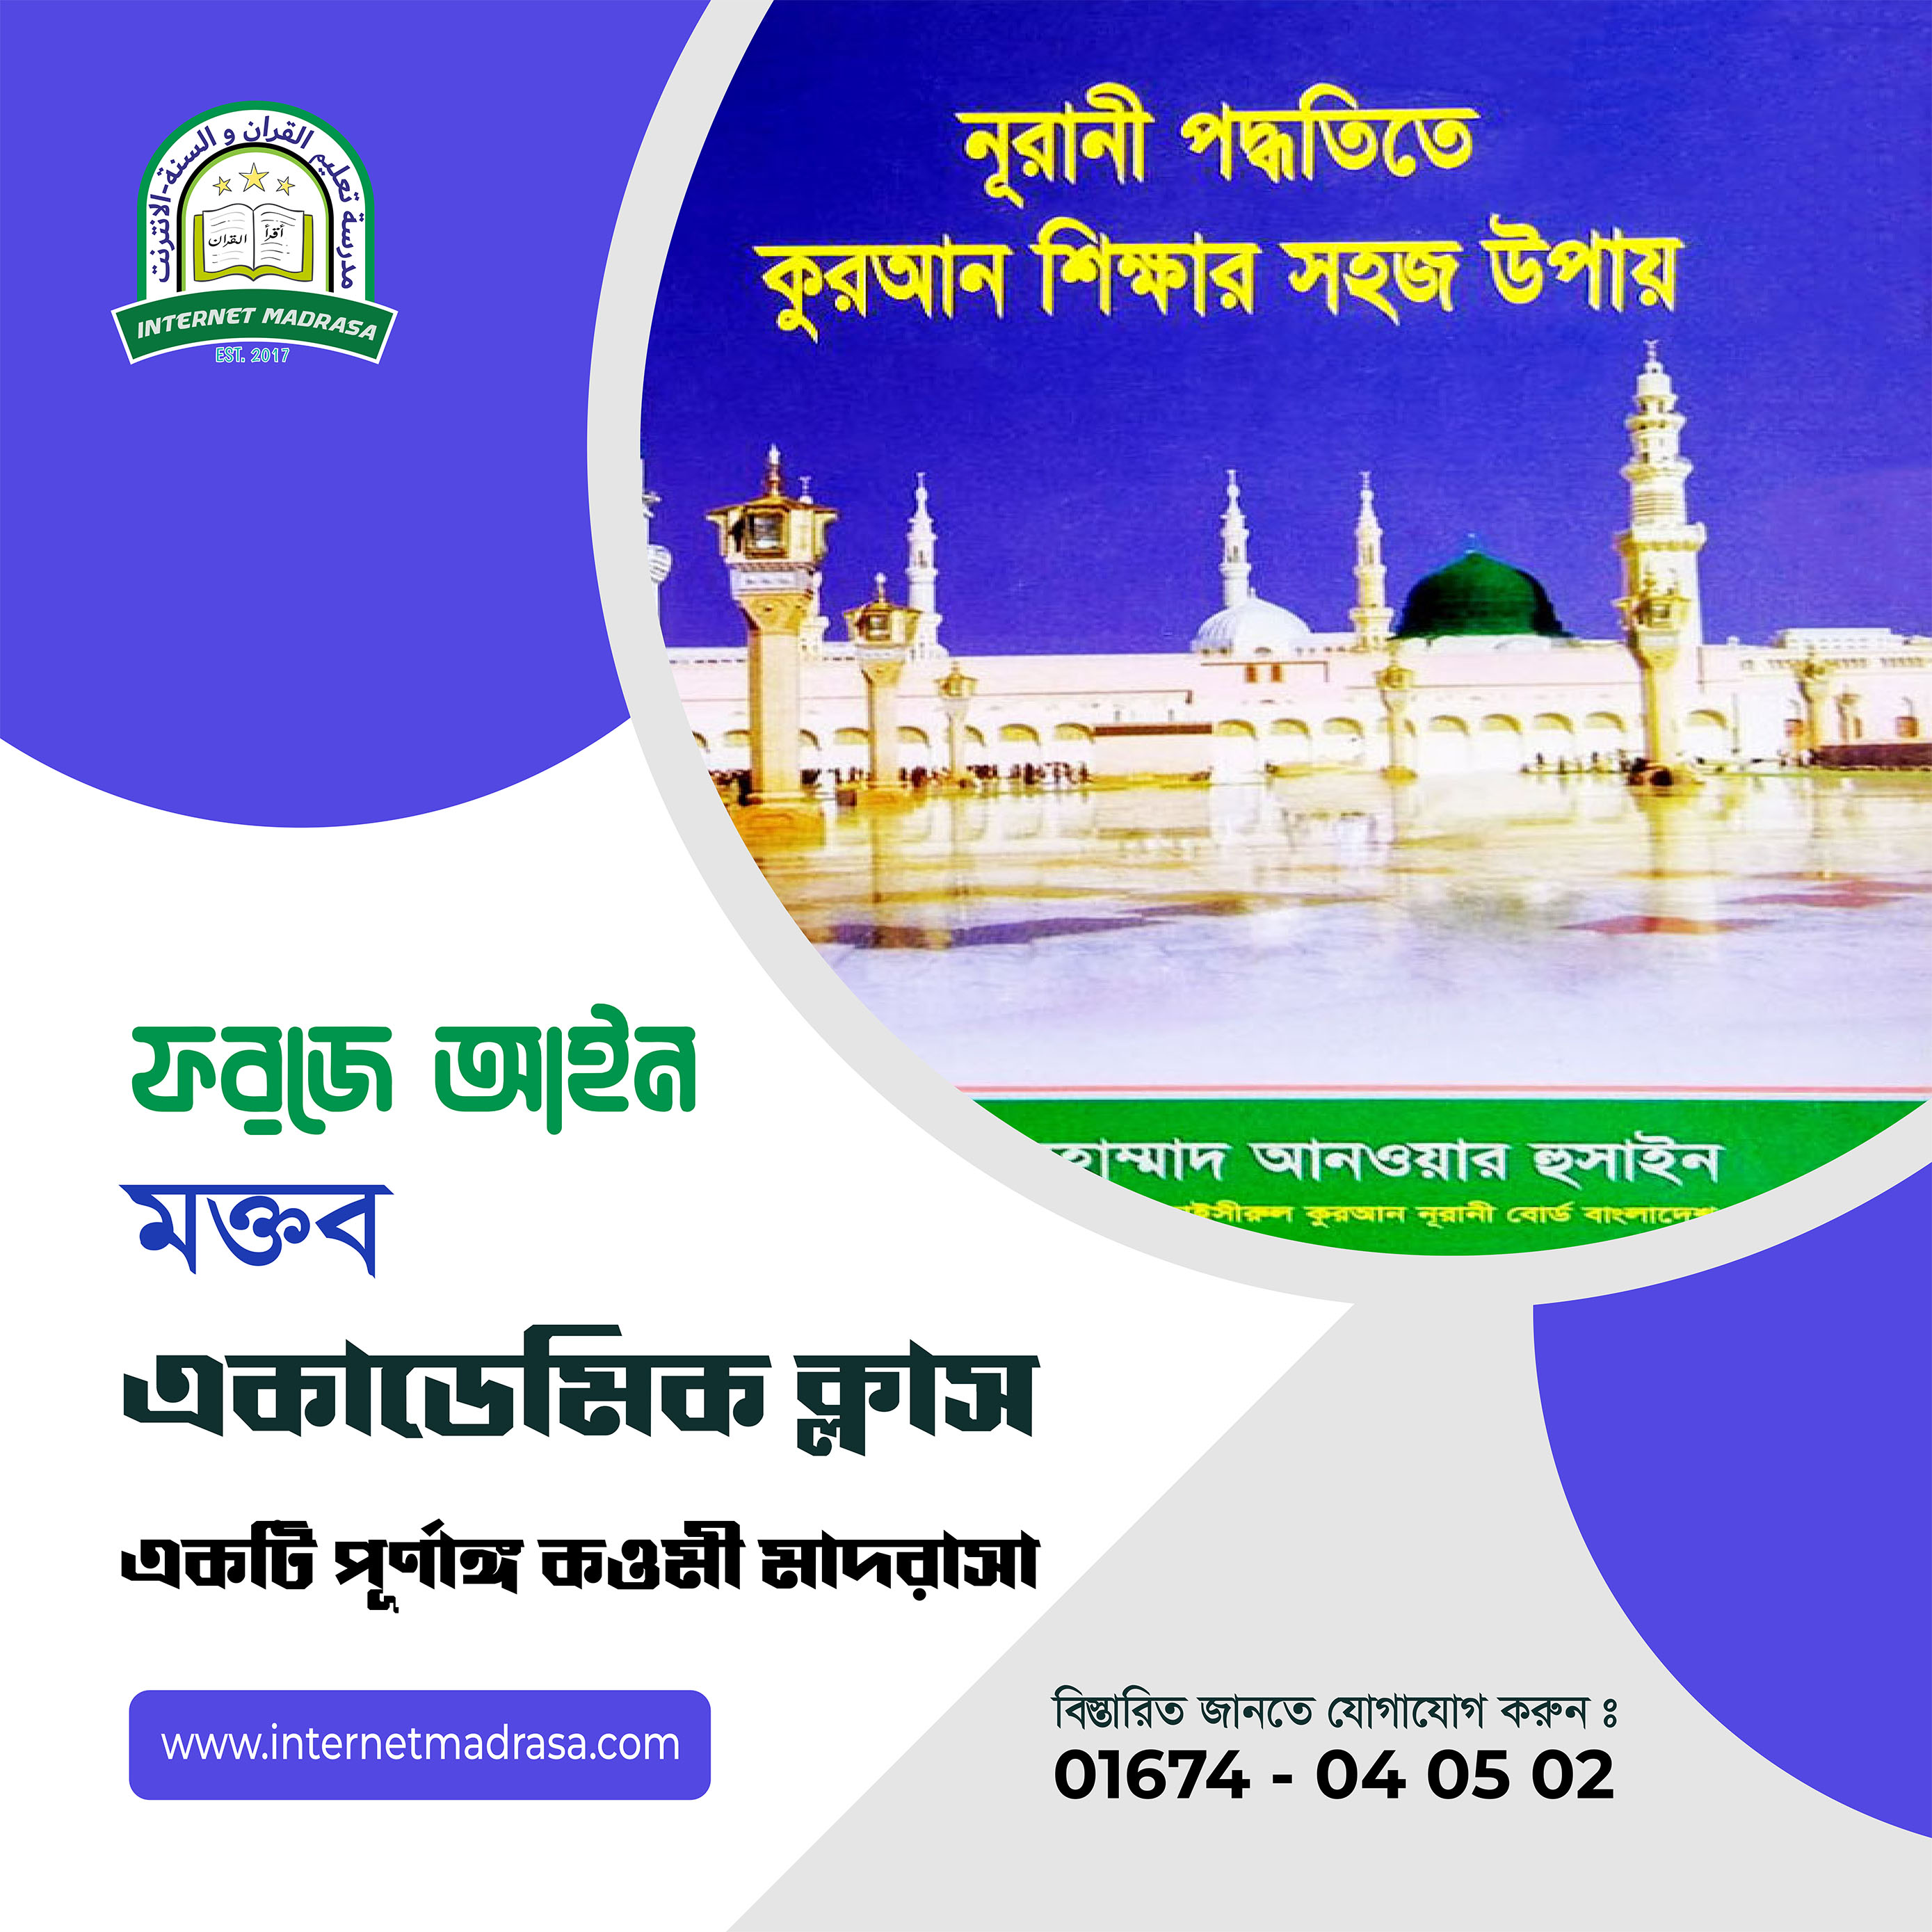 مدرسة تعليم القران و السنة-الانترنت
أقرأ القران
INTERNET MADRASA
EST. 2017
নূরানী পদ্ধতিতে
কুরআন শিক্ষার সহজ উপায়
আনওয়ার হুসাইন
কুরআন নূরানী বোর্ড বাংলাদেশ
ফরজে আইন
মক্তব
একাডেমিক ক্লাস
একটি পূর্ণাঙ্গ কওমী মাদরাসা
www.internetmadrasa.com
বিস্তারিত জানতে যোগাযোগ করুন ঃ
01674 - 04 05 02